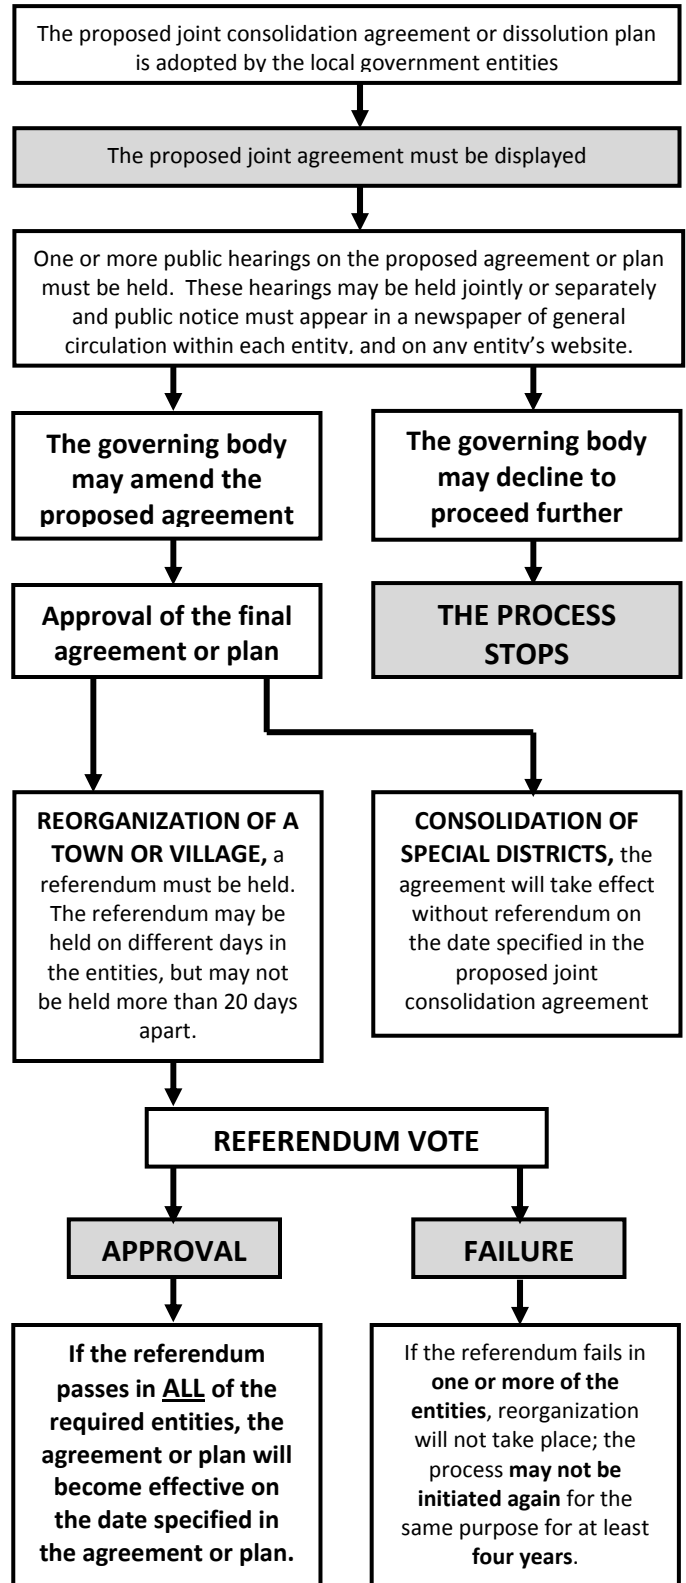 The proposed joint consolidation agreement or dissolution plan
is adopted by the local government entities
The proposed joint agreement must be displayed
One or more public hearings on the proposed agreement or plan
must be held.  These hearings may be held jointly or separately
and public notice must appear in a newspaper of general
circulation within each entity, and on any entity's website.
The governing body
may amend the
proposed agreement
The governing body
may decline to
proceed further
Approval of the final
agreement or plan
THE PROCESS
STOPS
REORGANIZATION OF A
TOWN OR VILLAGE, a
referendum must be held.
The referendum may be
held on different days in
the entities, but may not
be held more than 20 days
apart.
CONSOLIDATION OF
SPECIAL DISTRICTS, the
agreement will take effect
without referendum on
the date specified in the
proposed joint
consolidation agreement
REFERENDUM VOTE
APPROVAL
FAILURE
If the referendum
passes in ALL of the
required entities, the
agreement or plan will
become effective on
the date specified in
the agreement or plan.
If the referendum fails in
one or more of the
entities, reorganization
will not take place; the
process may not be
initiated again for the
same purpose for at least
four years.